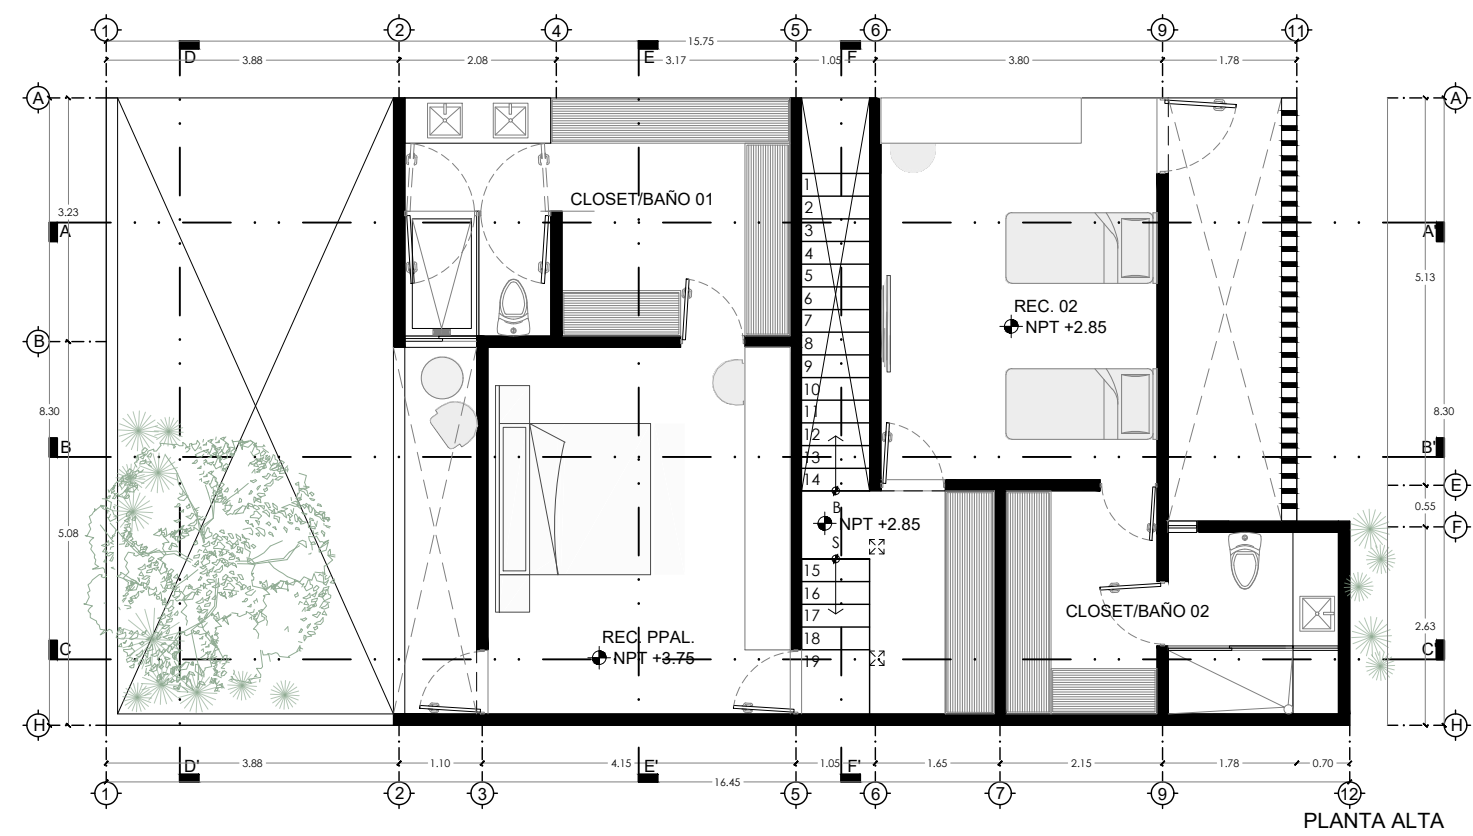 1 2 4 5 6 9 11
15.75
D E F
3.88 2.08 3.17 1.05 3.80 1.78
A A
CLOSET/BAÑO 01
1
2
3.23
A 3 A'
4
5 5.13
6
REC. 02
7 NPT +2.85
B 8
9
10
8.30 11 8.30
12
B 13 B'
14 E
B 0.55
NPT +2.85
F
5.08 S
15
16
CLOSET/BAÑO 02
17
2.63
REC. PPAL. 18
C C'
NPT +3.75 19
H H
3.88 1.10 4.15 1.05 1.65 2.15 1.78 0.70
D' E' F'
16.45
1 2 3 5 6 7 9 12
PLANTA ALTA